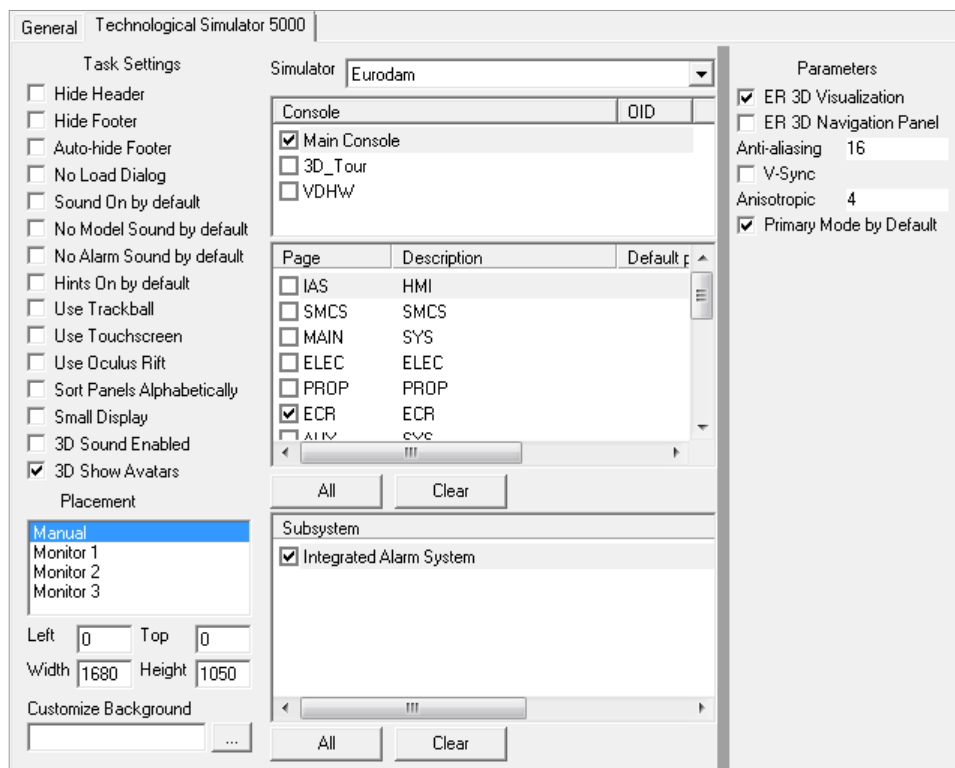 General
Technological Simulator 5000
Task Settings
Hide Header
Hide Footer
Auto-hide Footer
No Load Dialog
Sound On by default
No Model Sound by default
No Alarm Sound by default
Hints On by default
Use Trackball
Use Touchscreen
Use Oculus Rift
Sort Panels Alphabetically
Small Display
3D Sound Enabled
3D Show Avatars
Placement
Manual
Monitor 1
Monitor 2
Monitor 3
Left 0 Top 0
Width 1680 Height 1050
Customize Background
...
Simulator Eurodam
Console OID
Main Console
3D_Tour
VDHW
Page Description Default p
IAS HMI
SMCS SMCS
MAIN SYS
ELEC ELEC
PROP PROP
ECR ECR
AUX SYS
All Clear
Subsystem
Integrated Alarm System
All Clear
Parameters
ER 3D Visualization
ER 3D Navigation Panel
Anti-aliasing 16
V-Sync
Anisotropic 4
Primary Mode by Default